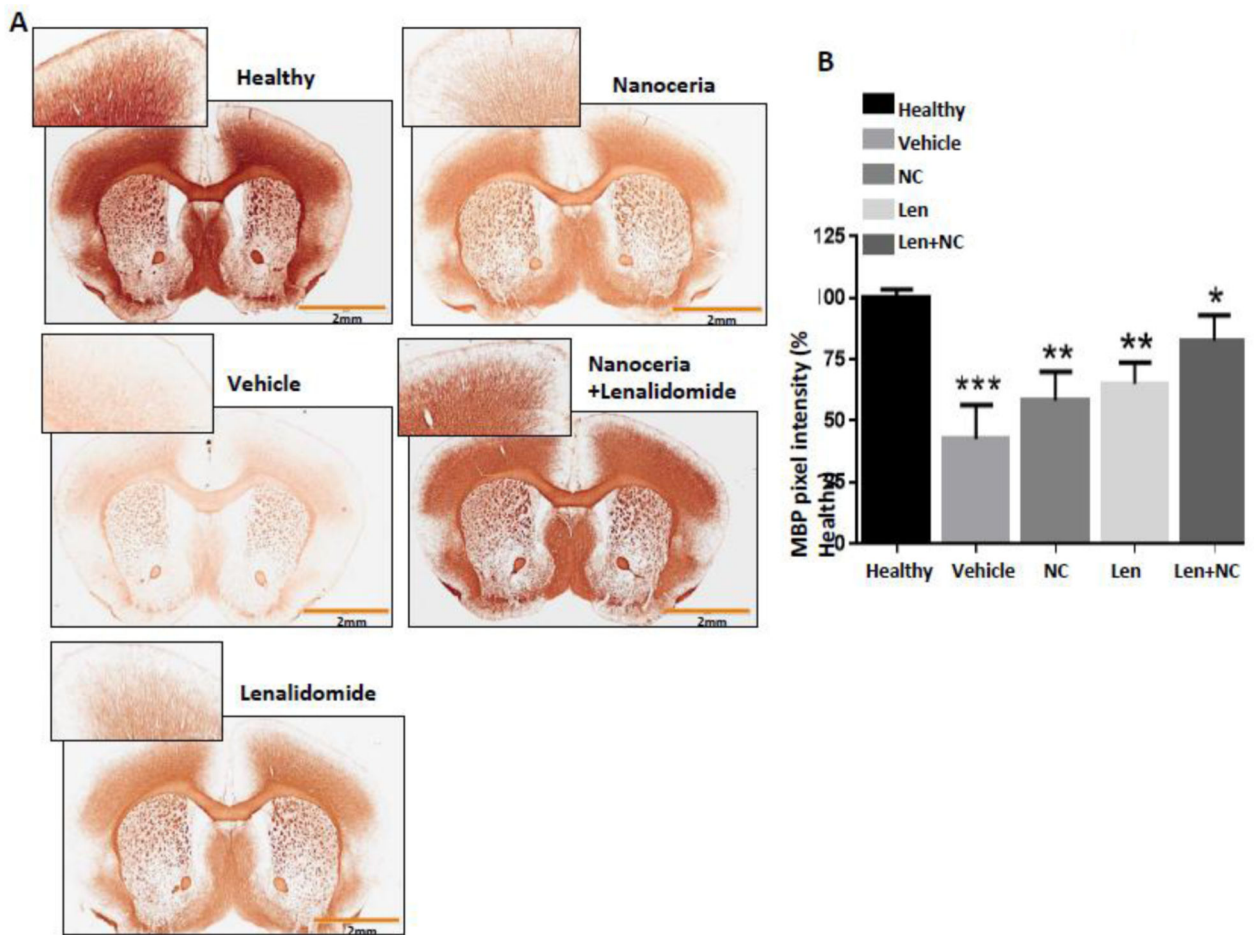 A
Healthy
2mm
Nanoceria
2mm
Vehicle
2mm
Nanoceria
+Lenalidomide
2mm
Lenalidomide
2mm
B
Healthy
Vehicle
NC
Len
Len+NC
MBP pixel intensity (%
Healthy)
125
100
75
50
25
0
***
**
**
*
Healthy Vehicle NC Len Len+NC